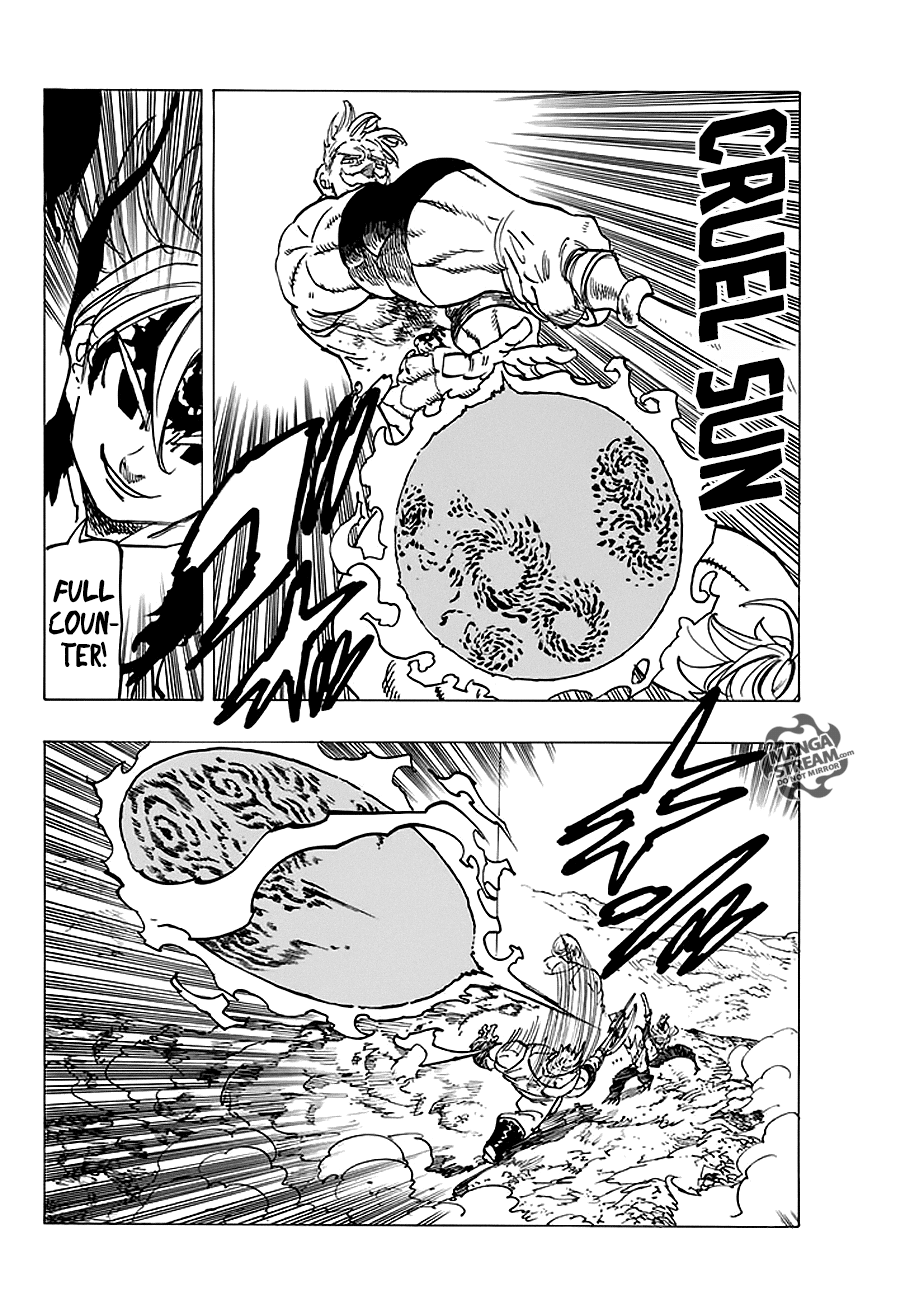 CRUEL SUN
FULL
COUN-
TER!
MANGA
STREAM.com
DO NOT MIRROR